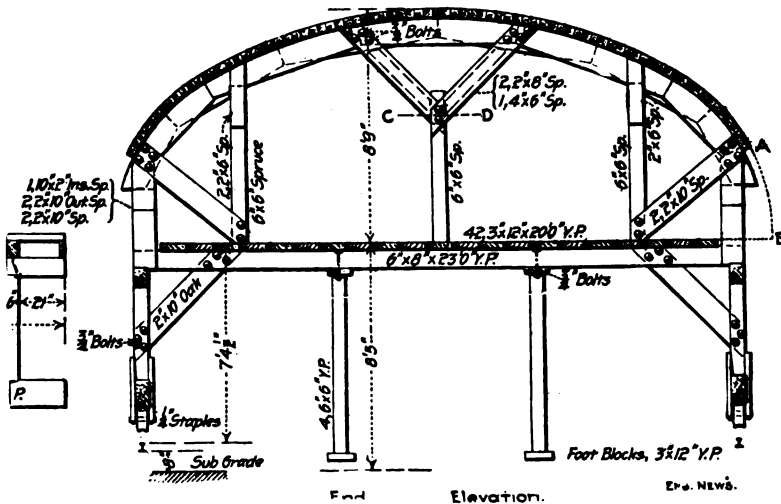 ¾" Bolts
2,2"x8" Sp.
1,4"x6" Sp.
C
D
A
8'9"
2,2"x6" Sp.
6"x6" Spruce
6"x6" Sp.
6"x6" Sp.
2"x6" Sp.
2,2"x10" Sp.
1,10"x2" Ins. Sp.
2,2"x10" Out. Sp.
2,2"x10" Sp.
42,3"x12"x20'0" Y.P.
6"x8"x23'0" Y.P.
6"
21"
2"x10" Oak
¾" Bolts
¾" Bolts
P.
7'4½"
8'5"
4,6"x6" Y.P.
½" Staples
8"
Sub Grade
Foot Blocks, 3"x12" Y.P.
End Elevation.
Eng. News.